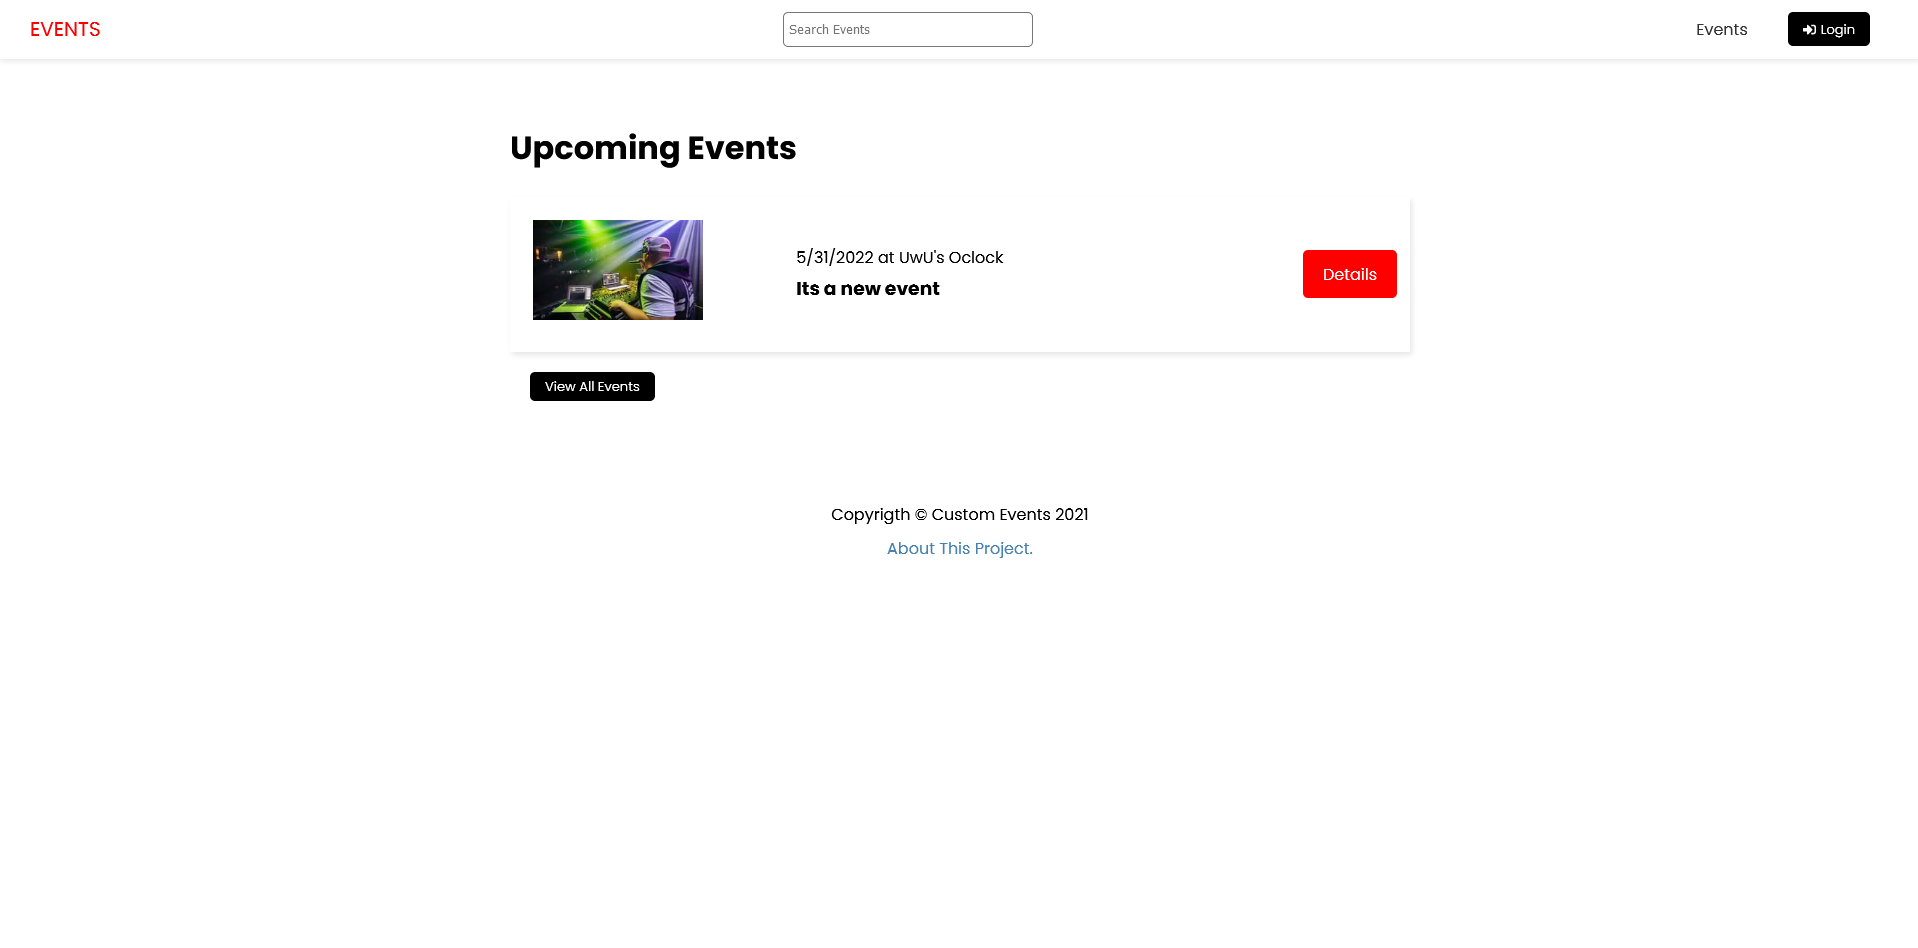 EVENTS
Search Events
Events
Login
Upcoming Events
5/31/2022 at UwU's Oclock
Its a new event
Details
View All Events
Copyrigth © Custom Events 2021
About This Project.